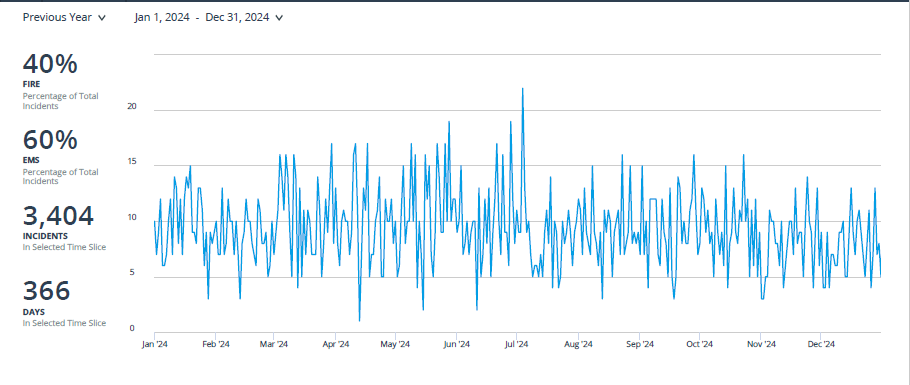 Previous Year Jan 1, 2024 - Dec 31, 2024
40%
FIRE
Percentage of Total
Incidents
60%
EMS
Percentage of Total
Incidents
3,404
INCIDENTS
In Selected Time Slice
366
DAYS
In Selected Time Slice
20
15
10
5
0
Jan '24 Feb '24 Mar '24 Apr '24 May '24 Jun '24 Jul '24 Aug '24 Sep '24 Oct '24 Nov '24 Dec '24